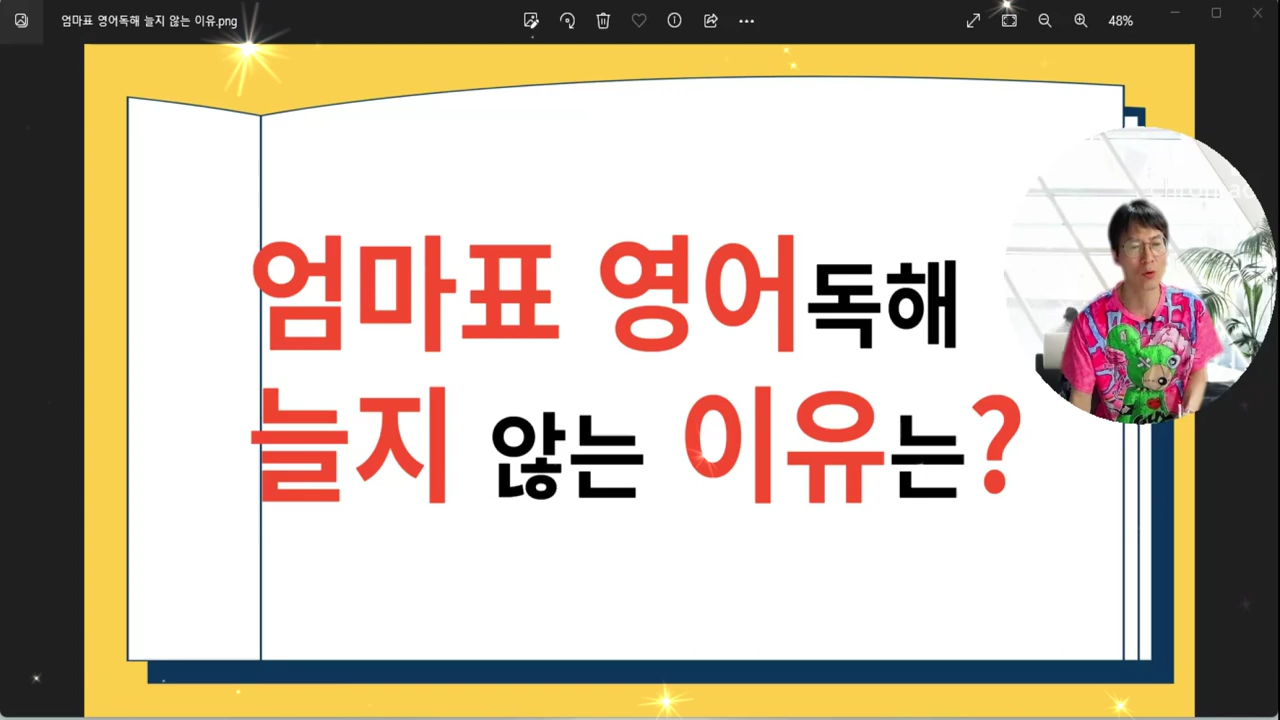 엄마표 영어독해 늘지 않는 이유.png
48%
엄마표 영어독해
늘지 않는 이유는?